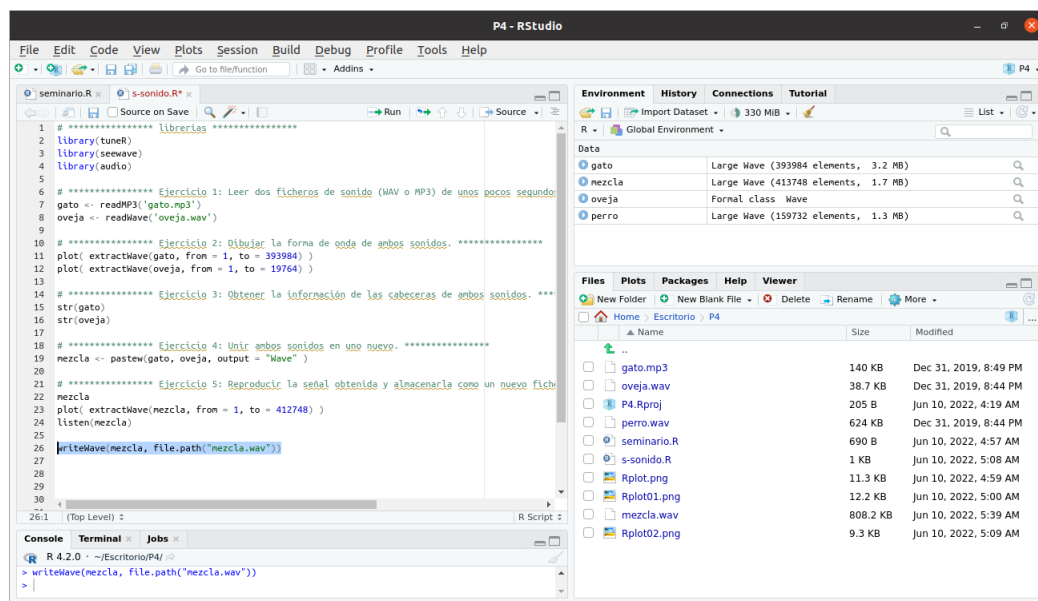 P4 - RStudio
File Edit Code View Plots Session Build Debug Profile Tools Help
Go to file/function Addins P4
seminario.R s-sonido.R*
Source on Save Run Source
1 # **************** librerias ****************
2 library(tuneR)
3 library(seewave)
4 library(audio)
5
6 # **************** Ejercicio 1: Leer dos ficheros de sonido (WAV o MP3) de unos pocos segundo
7 gato <- readMP3('gato.mp3')
8 oveja <- readWave('oveja.wav')
9
10 # **************** Ejercicio 2: Dibujar la forma de onda de ambos sonidos. ****************
11 plot( extractWave(gato, from = 1, to = 393984) )
12 plot( extractWave(oveja, from = 1, to = 19764) )
13
14 # **************** Ejercicio 3: Obtener la información de las cabeceras de ambos sonidos. ***
15 str(gato)
16 str(oveja)
17
18 # **************** Ejercicio 4: Unir ambos sonidos en uno nuevo. ****************
19 mezcla <- pastew(gato, oveja, output = "Wave" )
20
21 # **************** Ejercicio 5: Reproducir la señal obtenida y almacenarla como un nuevo fich
22 mezcla
23 plot( extractWave(mezcla, from = 1, to = 412748) )
24 listen(mezcla)
25
26 writeWave(mezcla, file.path("mezcla.wav"))
27
28
29
30
26:1 (Top Level) R Script
Console Terminal Jobs
R 4.2.0 · ~/Escritorio/P4/
> writeWave(mezcla, file.path("mezcla.wav"))
>
Environment History Connections Tutorial
Import Dataset 330 MiB List
R Global Environment
Data
gato Large Wave (393984 elements, 3.2 MB)
mezcla Large Wave (413748 elements, 1.7 MB)
oveja Formal class Wave
perro Large Wave (159732 elements, 1.3 MB)
Files Plots Packages Help Viewer
New Folder New Blank File Delete Rename More
Home Escritorio P4 ...
Name Size Modified
..
gato.mp3 140 KB Dec 31, 2019, 8:49 PM
oveja.wav 38.7 KB Dec 31, 2019, 8:44 PM
P4.Rproj 205 B Jun 10, 2022, 4:19 AM
perro.wav 624 KB Dec 31, 2019, 8:44 PM
seminario.R 690 B Jun 10, 2022, 4:57 AM
s-sonido.R 1 KB Jun 10, 2022, 5:08 AM
Rplot.png 11.3 KB Jun 10, 2022, 4:59 AM
Rplot01.png 12.2 KB Jun 10, 2022, 5:00 AM
mezcla.wav 808.2 KB Jun 10, 2022, 5:39 AM
Rplot02.png 9.3 KB Jun 10, 2022, 5:09 AM